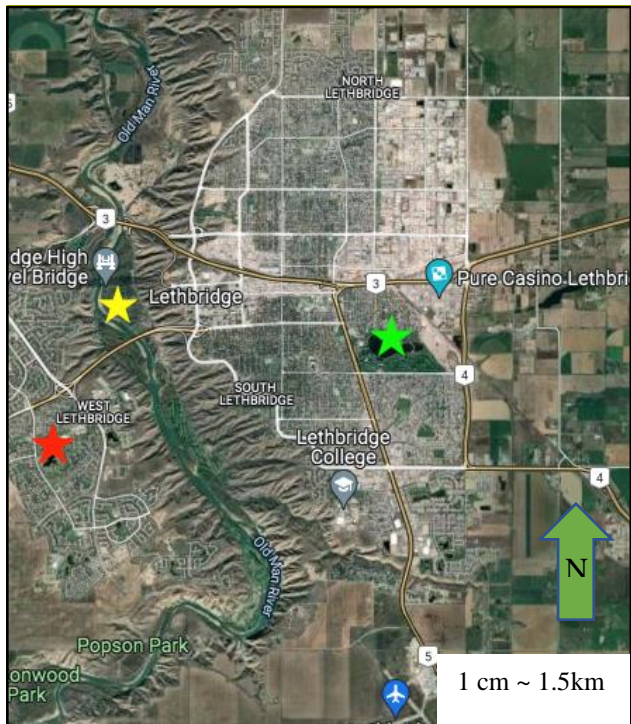 NORTH
LETHBRIDGE
Old Man River
3
dge High
vel Bridge
Lethbridge
3
Pure Casino Lethbri
4
SOUTH
LETHBRIDGE
WEST
LETHBRIDGE
Lethbridge
College
4
N
Old Man
River
Popson Park
onwood
Park
5
1 cm ~ 1.5km